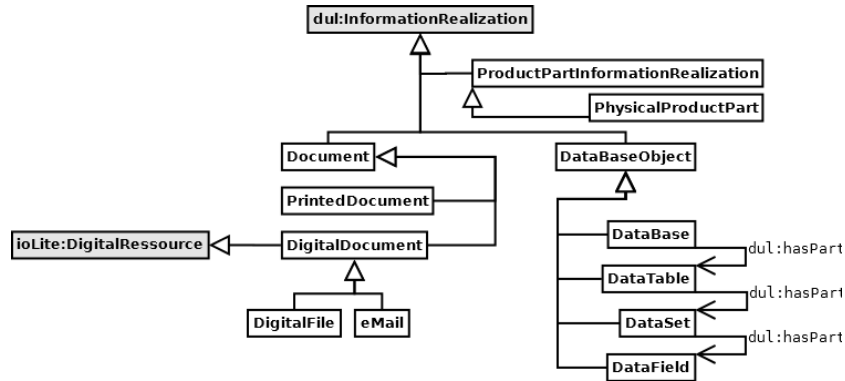 dul:InformationRealization
ProductPartInformationRealization
PhysicalProductPart
Document
DataBaseObject
PrintedDocument
ioLite:DigitalRessource
DigitalDocument
DataBase
dul:hasPart
DataTable
dul:hasPart
DigitalFile
eMail
DataSet
dul:hasPart
DataField